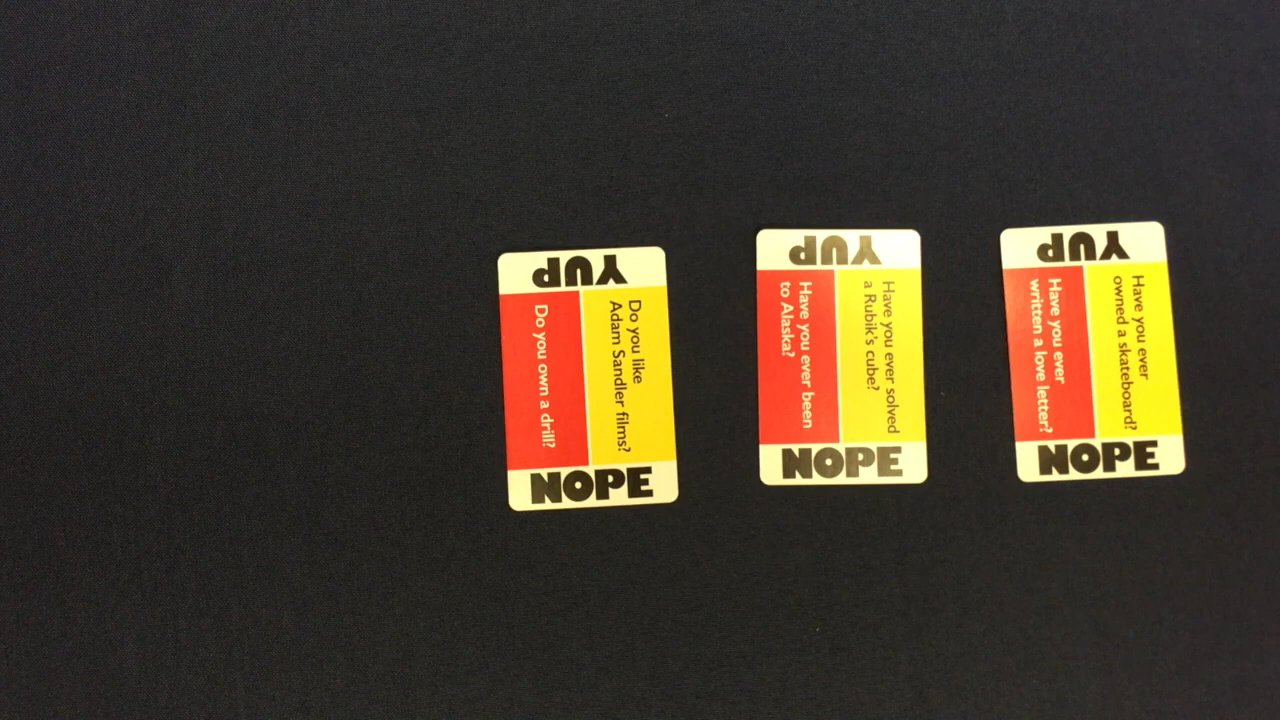 YUP
Do you like
Adam Sandler films?
Do you own a drill?
NOPE
YUP
Have you ever solved
a Rubik's cube?
Have you ever been
to Alaska?
NOPE
YUP
Have you ever
owned a skateboard?
Have you ever
written a love letter?
NOPE